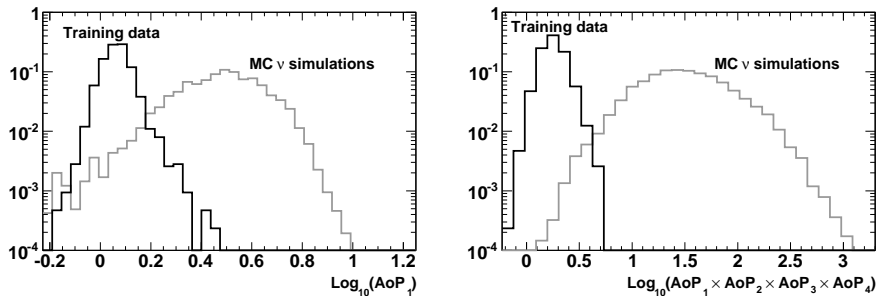 1
10⁻¹
10⁻²
10⁻³
10⁻⁴
Training data
MC ν simulations
-0.2 0 0.2 0.4 0.6 0.8 1 1.2
Log₁₀(AoP₁)
1
10⁻¹
10⁻²
10⁻³
10⁻⁴
Training data
MC ν simulations
0 0.5 1 1.5 2 2.5 3
Log₁₀(AoP₁ × AoP₂ × AoP₃ × AoP₄)